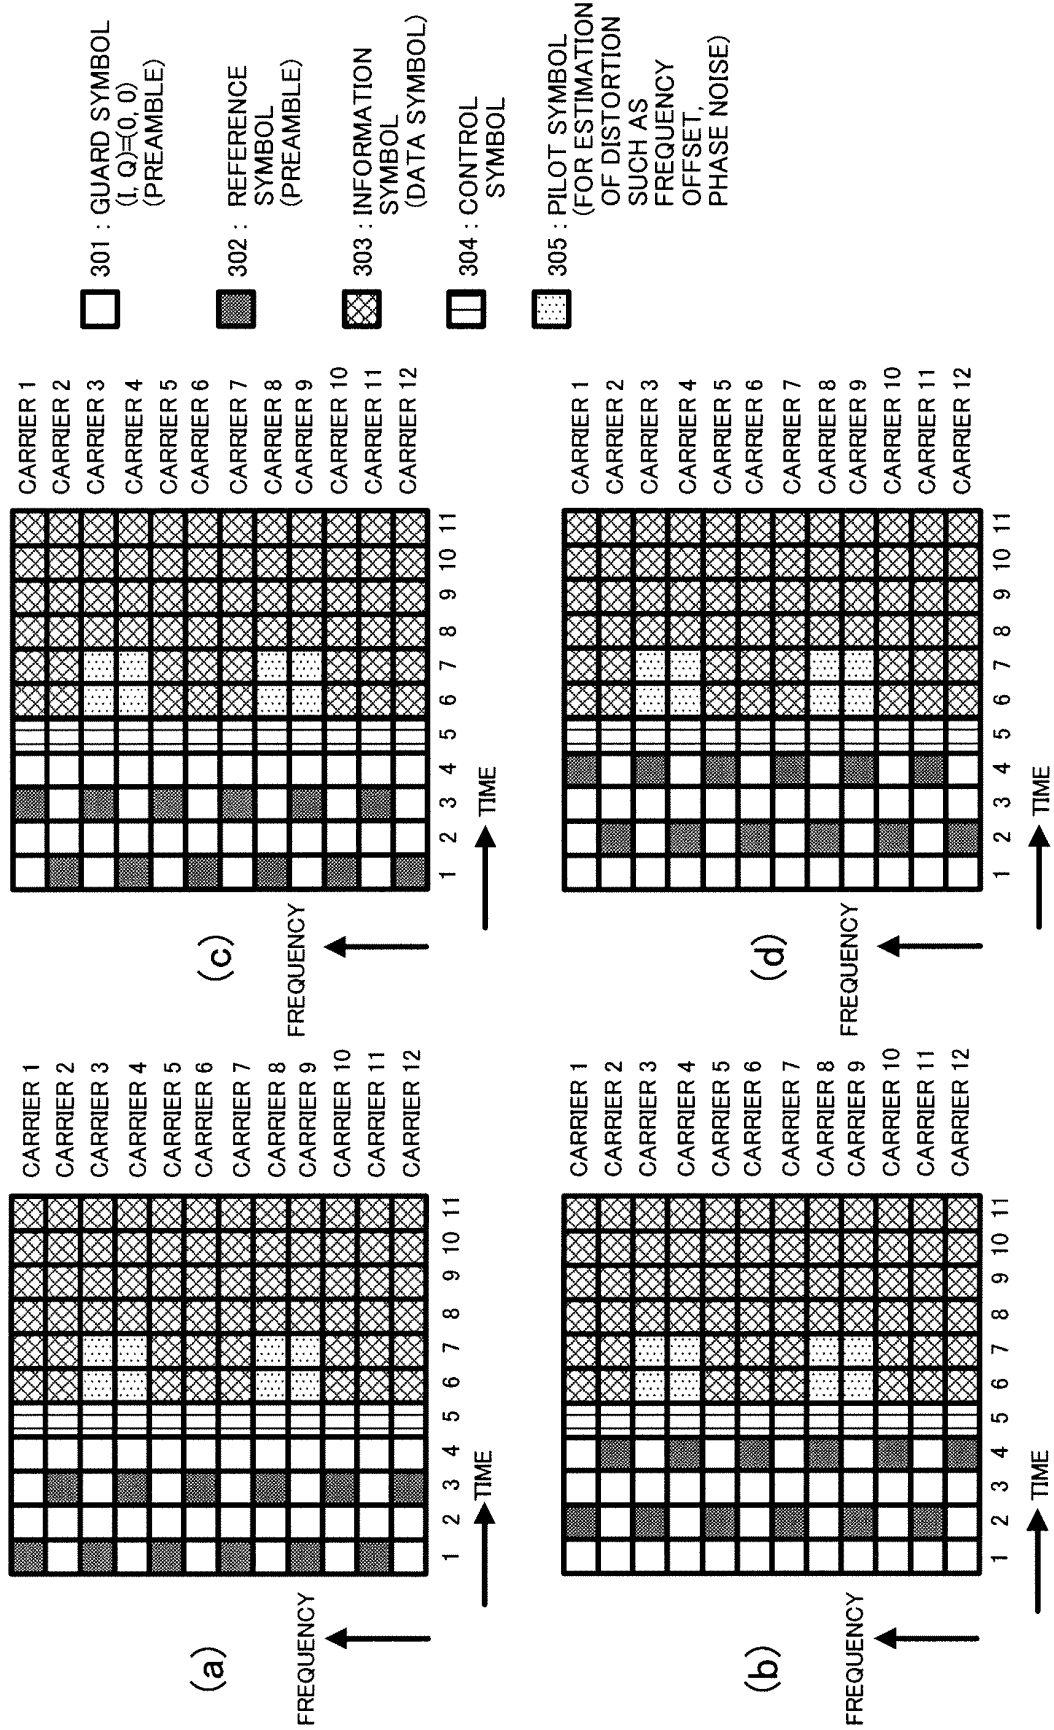 (a)
FREQUENCY
CARRIER 1
CARRIER 2
CARRIER 3
CARRIER 4
CARRIER 5
CARRIER 6
CARRIER 7
CARRIER 8
CARRIER 9
CARRIER 10
CARRIER 11
CARRIER 12
1 2 3 4 5 6 7 8 9 10 11
TIME
(b)
FREQUENCY
CARRIER 1
CARRIER 2
CARRIER 3
CARRIER 4
CARRIER 5
CARRIER 6
CARRIER 7
CARRIER 8
CARRIER 9
CARRIER 10
CARRIER 11
CARRIER 12
1 2 3 4 5 6 7 8 9 10 11
TIME
(c)
FREQUENCY
CARRIER 1
CARRIER 2
CARRIER 3
CARRIER 4
CARRIER 5
CARRIER 6
CARRIER 7
CARRIER 8
CARRIER 9
CARRIER 10
CARRIER 11
CARRIER 12
1 2 3 4 5 6 7 8 9 10 11
TIME
(d)
FREQUENCY
CARRIER 1
CARRIER 2
CARRIER 3
CARRIER 4
CARRIER 5
CARRIER 6
CARRIER 7
CARRIER 8
CARRIER 9
CARRIER 10
CARRIER 11
CARRIER 12
1 2 3 4 5 6 7 8 9 10 11
TIME
301 : GUARD SYMBOL
(I, Q)=(0, 0)
(PREAMBLE)
302 : REFERENCE
SYMBOL
(PREAMBLE)
303 : INFORMATION
SYMBOL
(DATA SYMBOL)
304 : CONTROL
SYMBOL
305 : PILOT SYMBOL
(FOR ESTIMATION
OF DISTORTION
SUCH AS
FREQUENCY
OFFSET,
PHASE NOISE)